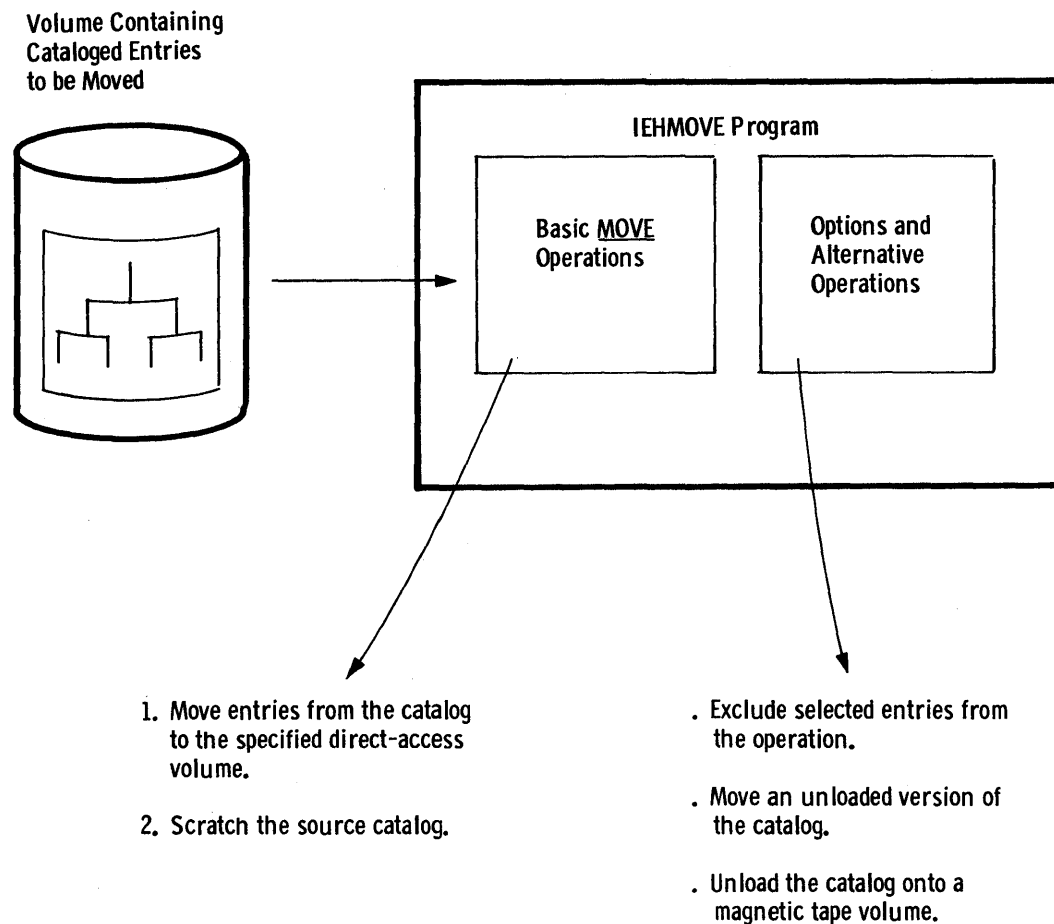 Volume Containing
Cataloged Entries
to be Moved
IEHMOVE Program
Basic MOVE
Operations
Options and
Alternative
Operations
1. Move entries from the catalog
to the specified direct-access
volume.
2. Scratch the source catalog.
. Exclude selected entries from
the operation.
. Move an unloaded version of
the catalog.
. Unload the catalog onto a
magnetic tape volume.